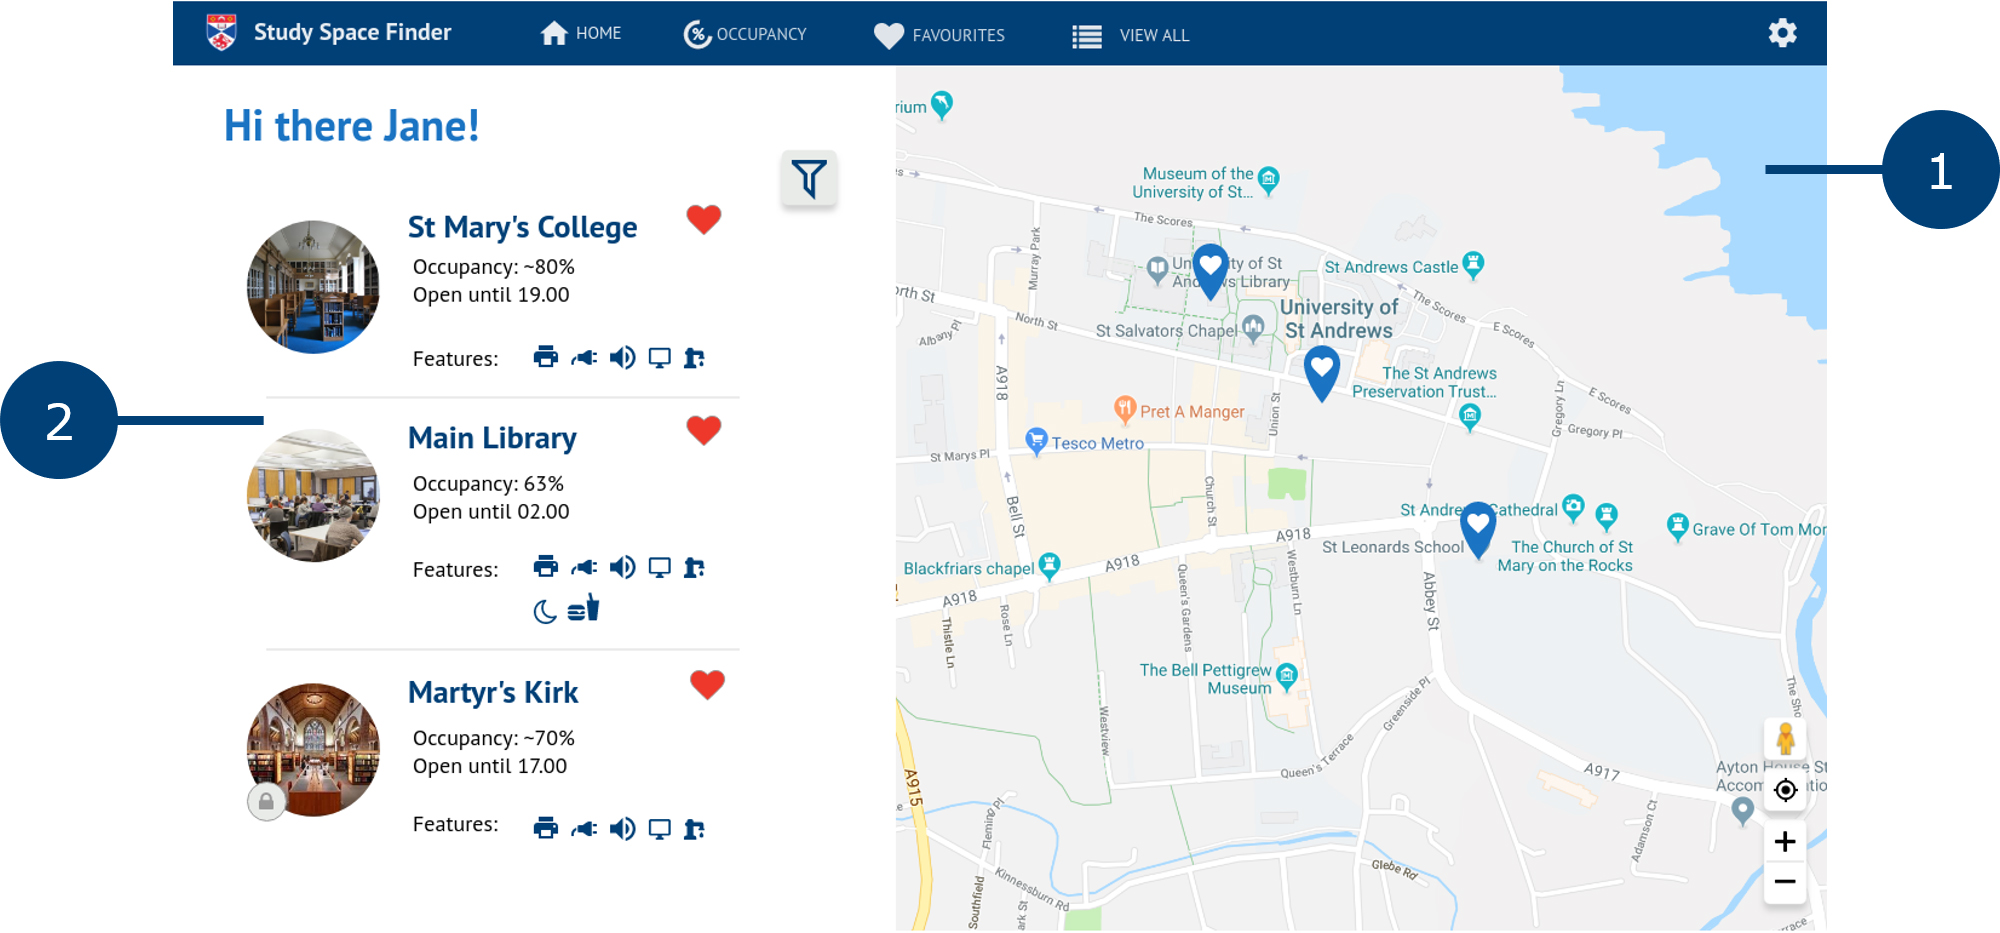 Study Space Finder
HOME
OCCUPANCY
FAVOURITES
VIEW ALL
Hi there Jane!
St Mary's College
Occupancy: ~80%
Open until 19.00
Features:
2
Main Library
Occupancy: 63%
Open until 02.00
Features:
Martyr's Kirk
Occupancy: ~70%
Open until 17.00
Features:
1
rium
Museum of the
University of St...
The Scores
Murray Park
University of St
Andrews Library
St Andrews Castle
The Scores
orth St
North St
Albany Pl
St Salvators Chapel
University of
St Andrews
E Scores
The St Andrews
Preservation Trust...
E Scores
A918
Union St
Gregory Ln
Gregory Pl
Pret A Manger
Tesco Metro
St Marys Pl
Bell St
Church St
St Andrews Cathedral
Grave Of Tom Mor
A918
St Leonards School
The Church of St
Mary on the Rocks
Blackfriars chapel
A918
A918
Queen's Gardens
Westburn Ln
Abbey St
Rose Ln
Thistle Ln
The Bell Pettigrew
Museum
Greenside Pl
The Sho
Westview
Queen's Terrace
A917
Ayton House St
Accom
tio
A915
Fleming Pl
Adamson Ct
Glebe Rd
Kinnessburn Rd
Southfield
ark St
rrace